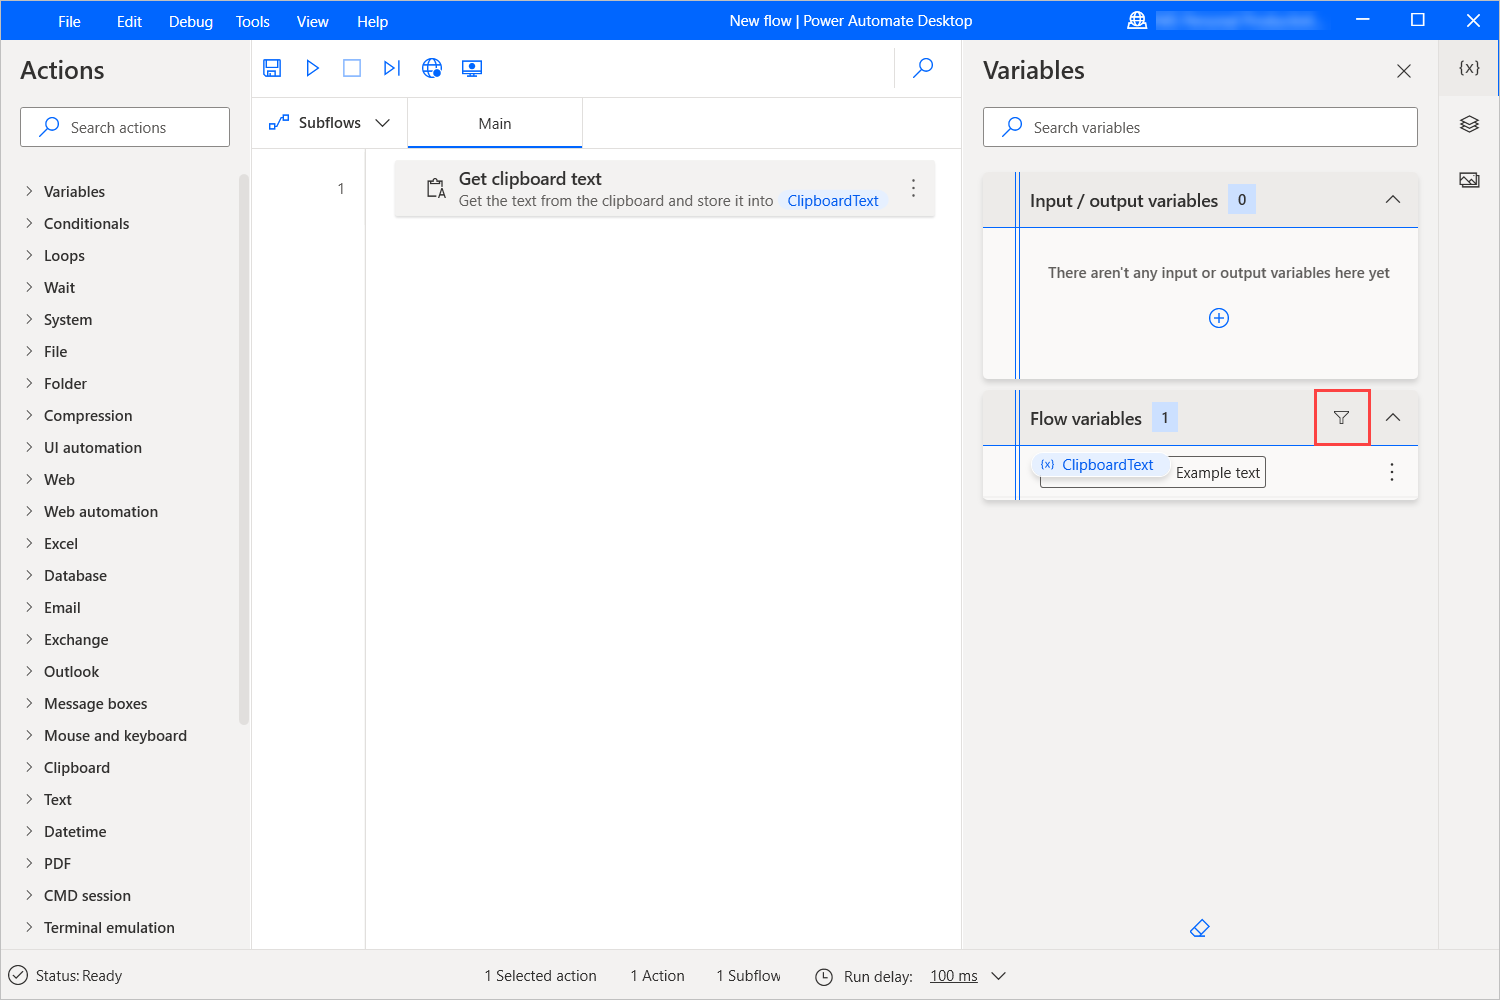 File Edit Debug Tools View Help
New flow | Power Automate Desktop
Actions
Search actions
Variables
Conditionals
Loops
Wait
System
File
Folder
Compression
UI automation
Web
Web automation
Excel
Database
Email
Exchange
Outlook
Message boxes
Mouse and keyboard
Clipboard
Text
Datetime
PDF
CMD session
Terminal emulation
Subflows
Main
1
Get clipboard text
Get the text from the clipboard and store it into ClipboardText
Variables
Search variables
Input / output variables 0
There aren't any input or output variables here yet
Flow variables 1
{x} ClipboardText Example text
{x}
Status: Ready
1 Selected action
1 Action
1 Subflow
Run delay: 100 ms